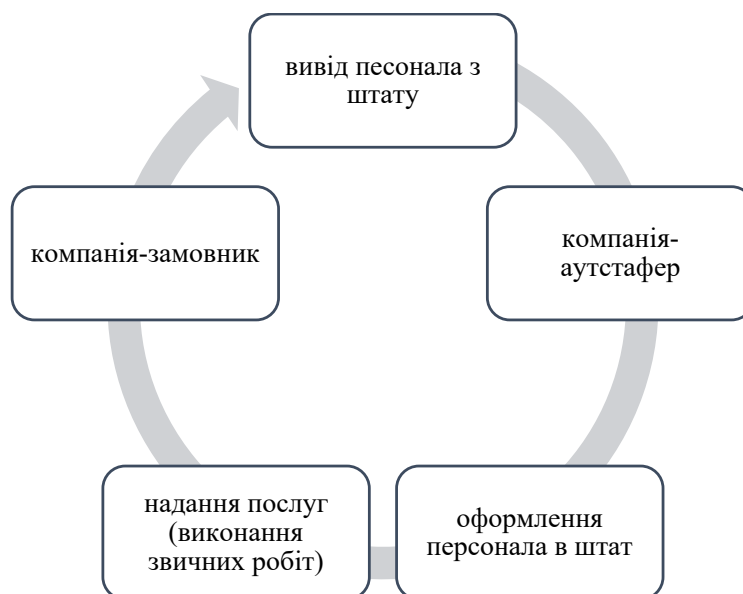 вивід песонала з
штату
компанія-
аутстафер
оформлення
персонала в штат
надання послуг
(виконання
звичних робіт)
компанія-замовник